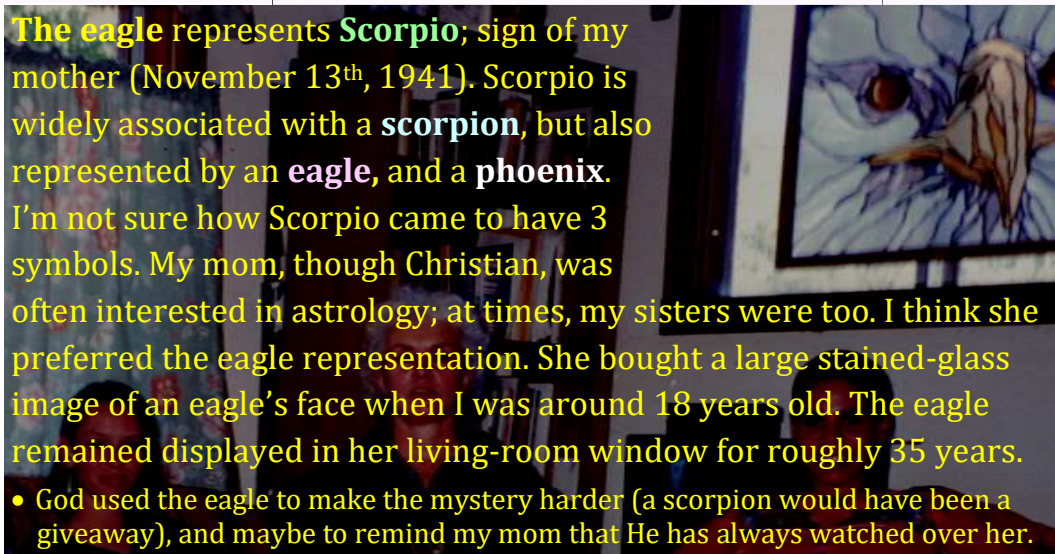 The eagle represents Scorpio; sign of my
mother (November 13th, 1941). Scorpio is
widely associated with a scorpion, but also
represented by an eagle, and a phoenix.
I’m not sure how Scorpio came to have 3
symbols. My mom, though Christian, was
often interested in astrology; at times, my sisters were too. I think she
preferred the eagle representation. She bought a large stained-glass
image of an eagle’s face when I was around 18 years old. The eagle
remained displayed in her living-room window for roughly 35 years.
• God used the eagle to make the mystery harder (a scorpion would have been a
giveaway), and maybe to remind my mom that He has always watched over her.